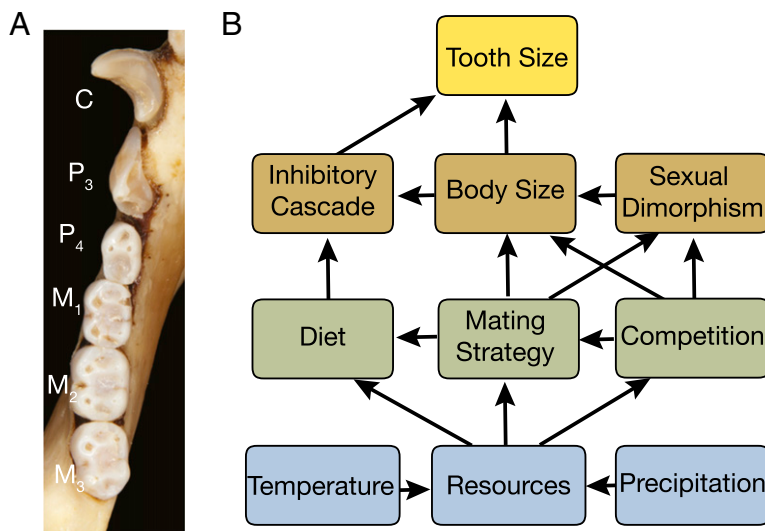 A
B
C
P3
P4
M1
M2
M3
Tooth Size
Inhibitory
Cascade
Body Size
Sexual
Dimorphism
Diet
Mating
Strategy
Competition
Temperature
Resources
Precipitation